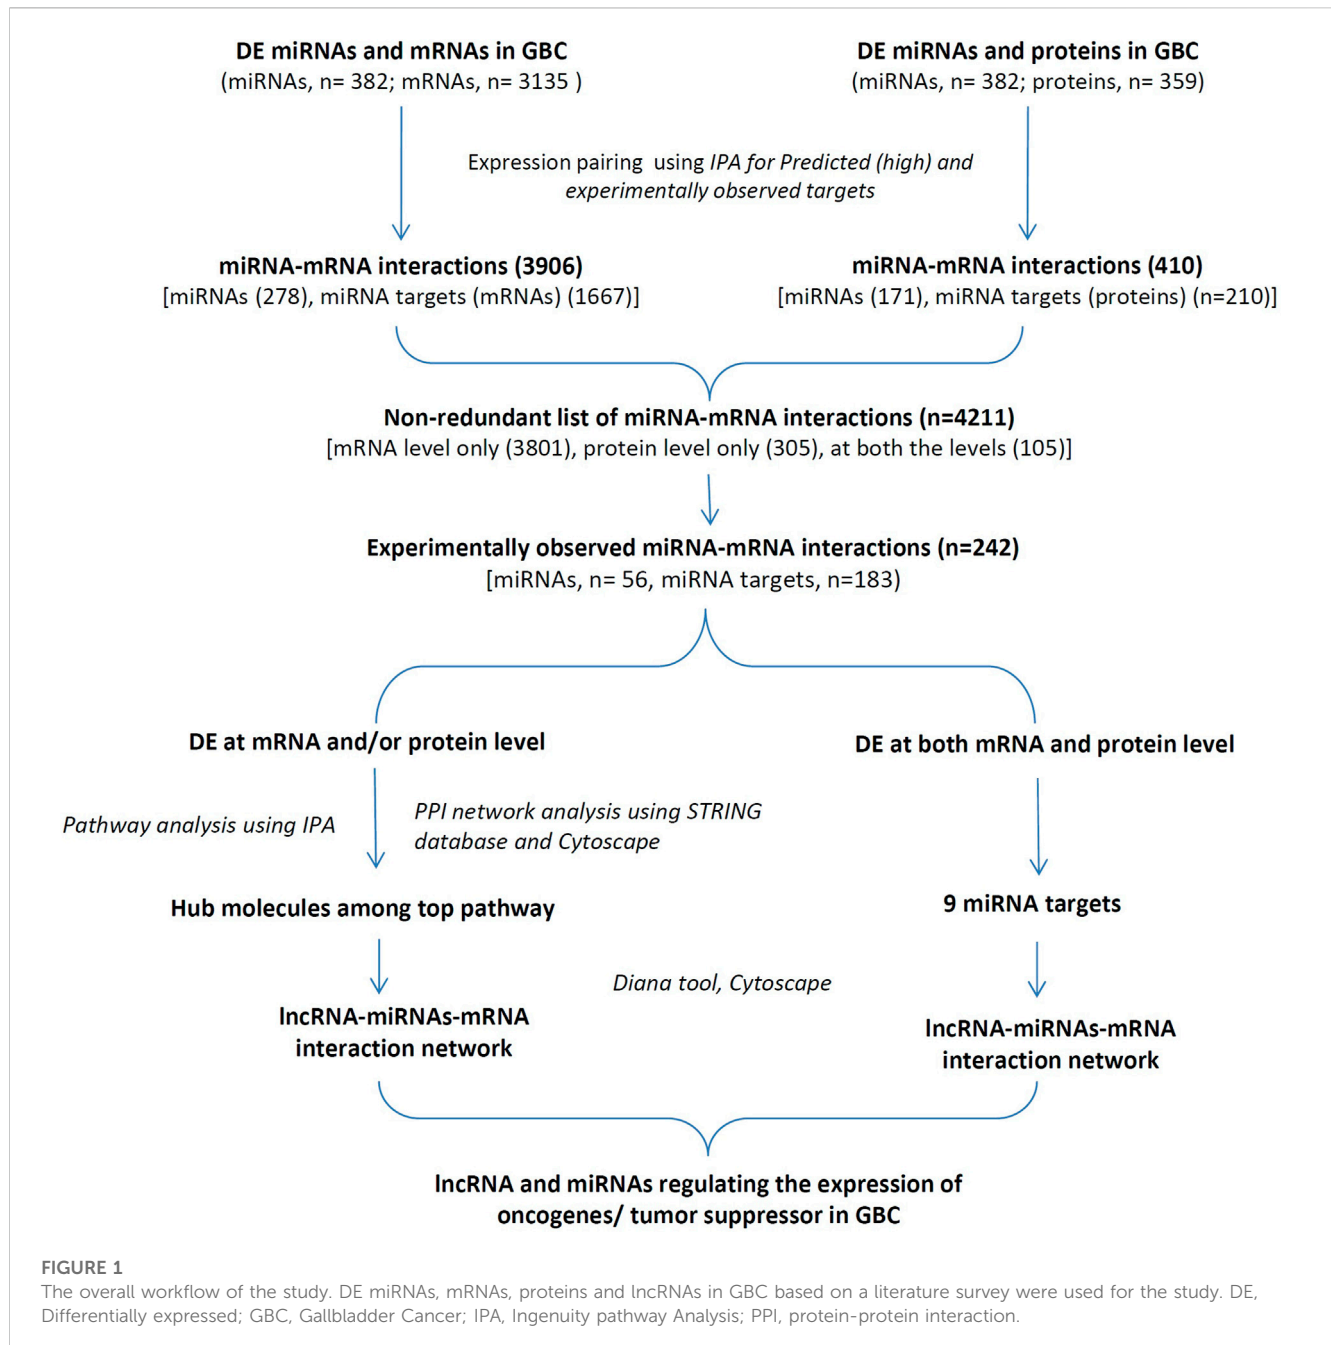 DE miRNAs and mRNAs in GBC
(miRNAs, n= 382; mRNAs, n= 3135 )
DE miRNAs and proteins in GBC
(miRNAs, n= 382; proteins, n= 359)
Expression pairing using IPA for Predicted (high) and
experimentally observed targets
miRNA-mRNA interactions (3906)
[miRNAs (278), miRNA targets (mRNAs) (1667)]
miRNA-mRNA interactions (410)
[miRNAs (171), miRNA targets (proteins) (n=210)]
Non-redundant list of miRNA-mRNA interactions (n=4211)
[mRNA level only (3801), protein level only (305), at both the levels (105)]
Experimentally observed miRNA-mRNA interactions (n=242)
[miRNAs, n= 56, miRNA targets, n=183)
DE at mRNA and/or protein level
DE at both mRNA and protein level
Pathway analysis using IPA
PPI network analysis using STRING
database and Cytoscape
Hub molecules among top pathway
9 miRNA targets
Diana tool, Cytoscape
lncRNA-miRNAs-mRNA
interaction network
lncRNA-miRNAs-mRNA
interaction network
lncRNA and miRNAs regulating the expression of
oncogenes/ tumor suppressor in GBC
FIGURE 1
The overall workflow of the study. DE miRNAs, mRNAs, proteins and lncRNAs in GBC based on a literature survey were used for the study. DE,
Differentially expressed; GBC, Gallbladder Cancer; IPA, Ingenuity pathway Analysis; PPI, protein-protein interaction.